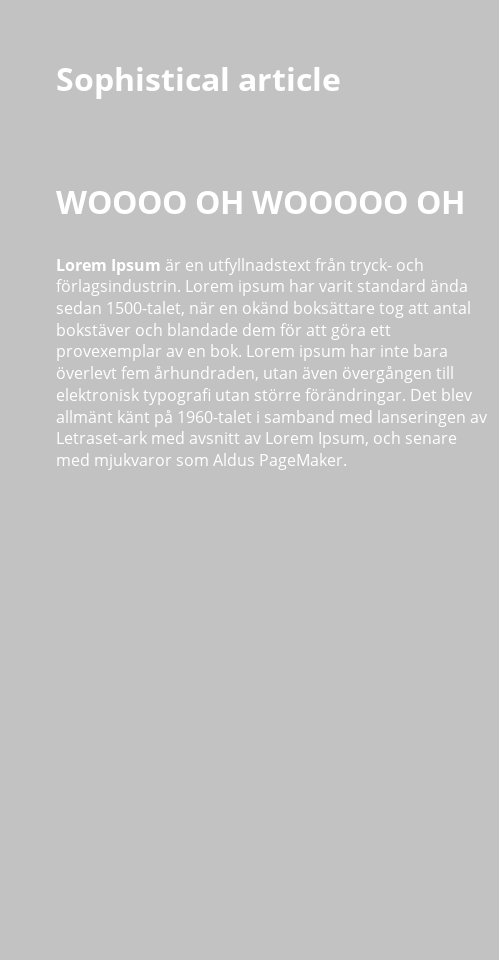 Sophistical article
WOOOO OH WOOOOO OH
Lorem Ipsum är en utfyllnadstext från tryck- och
förlagsindustrin. Lorem ipsum har varit standard ända
sedan 1500-talet, när en okänd boksättare tog att antal
bokstäver och blandade dem för att göra ett
provexemplar av en bok. Lorem ipsum har inte bara
överlevt fem århundraden, utan även övergången till
elektronisk typografi utan större förändringar. Det blev
allmänt känt på 1960-talet i samband med lanseringen av
Letraset-ark med avsnitt av Lorem Ipsum, och senare
med mjukvaror som Aldus PageMaker.